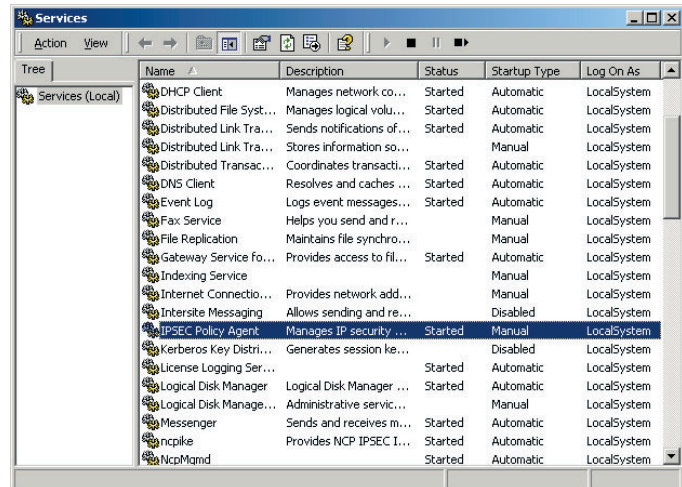 Services
Action View
Tree
Services (Local)
Name Description Status Startup Type Log On As
DHCP Client Manages network co... Started Automatic LocalSystem
Distributed File Syst... Manages logical volu... Started Automatic LocalSystem
Distributed Link Tra... Sends notifications of... Started Automatic LocalSystem
Distributed Link Tra... Stores information so... Manual LocalSystem
Distributed Transac... Coordinates transacti... Started Automatic LocalSystem
DNS Client Resolves and caches ... Started Automatic LocalSystem
Event Log Logs event messages... Started Automatic LocalSystem
Fax Service Helps you send and r... Manual LocalSystem
File Replication Maintains file synchro... Manual LocalSystem
Gateway Service fo... Provides access to fil... Started Automatic LocalSystem
Indexing Service Manual LocalSystem
Internet Connectio... Provides network add... Manual LocalSystem
Intersite Messaging Allows sending and re... Disabled LocalSystem
IPSEC Policy Agent Manages IP security ... Started Manual LocalSystem
Kerberos Key Distri... Generates session ke... Disabled LocalSystem
License Logging Ser... Started Automatic LocalSystem
Logical Disk Manager Logical Disk Manager ... Started Automatic LocalSystem
Logical Disk Manage... Administrative servic... Manual LocalSystem
Messenger Sends and receives m... Started Automatic LocalSystem
ncpike Provides NCP IPSEC I... Started Automatic LocalSystem
NcpMgmd Started Automatic LocalSystem